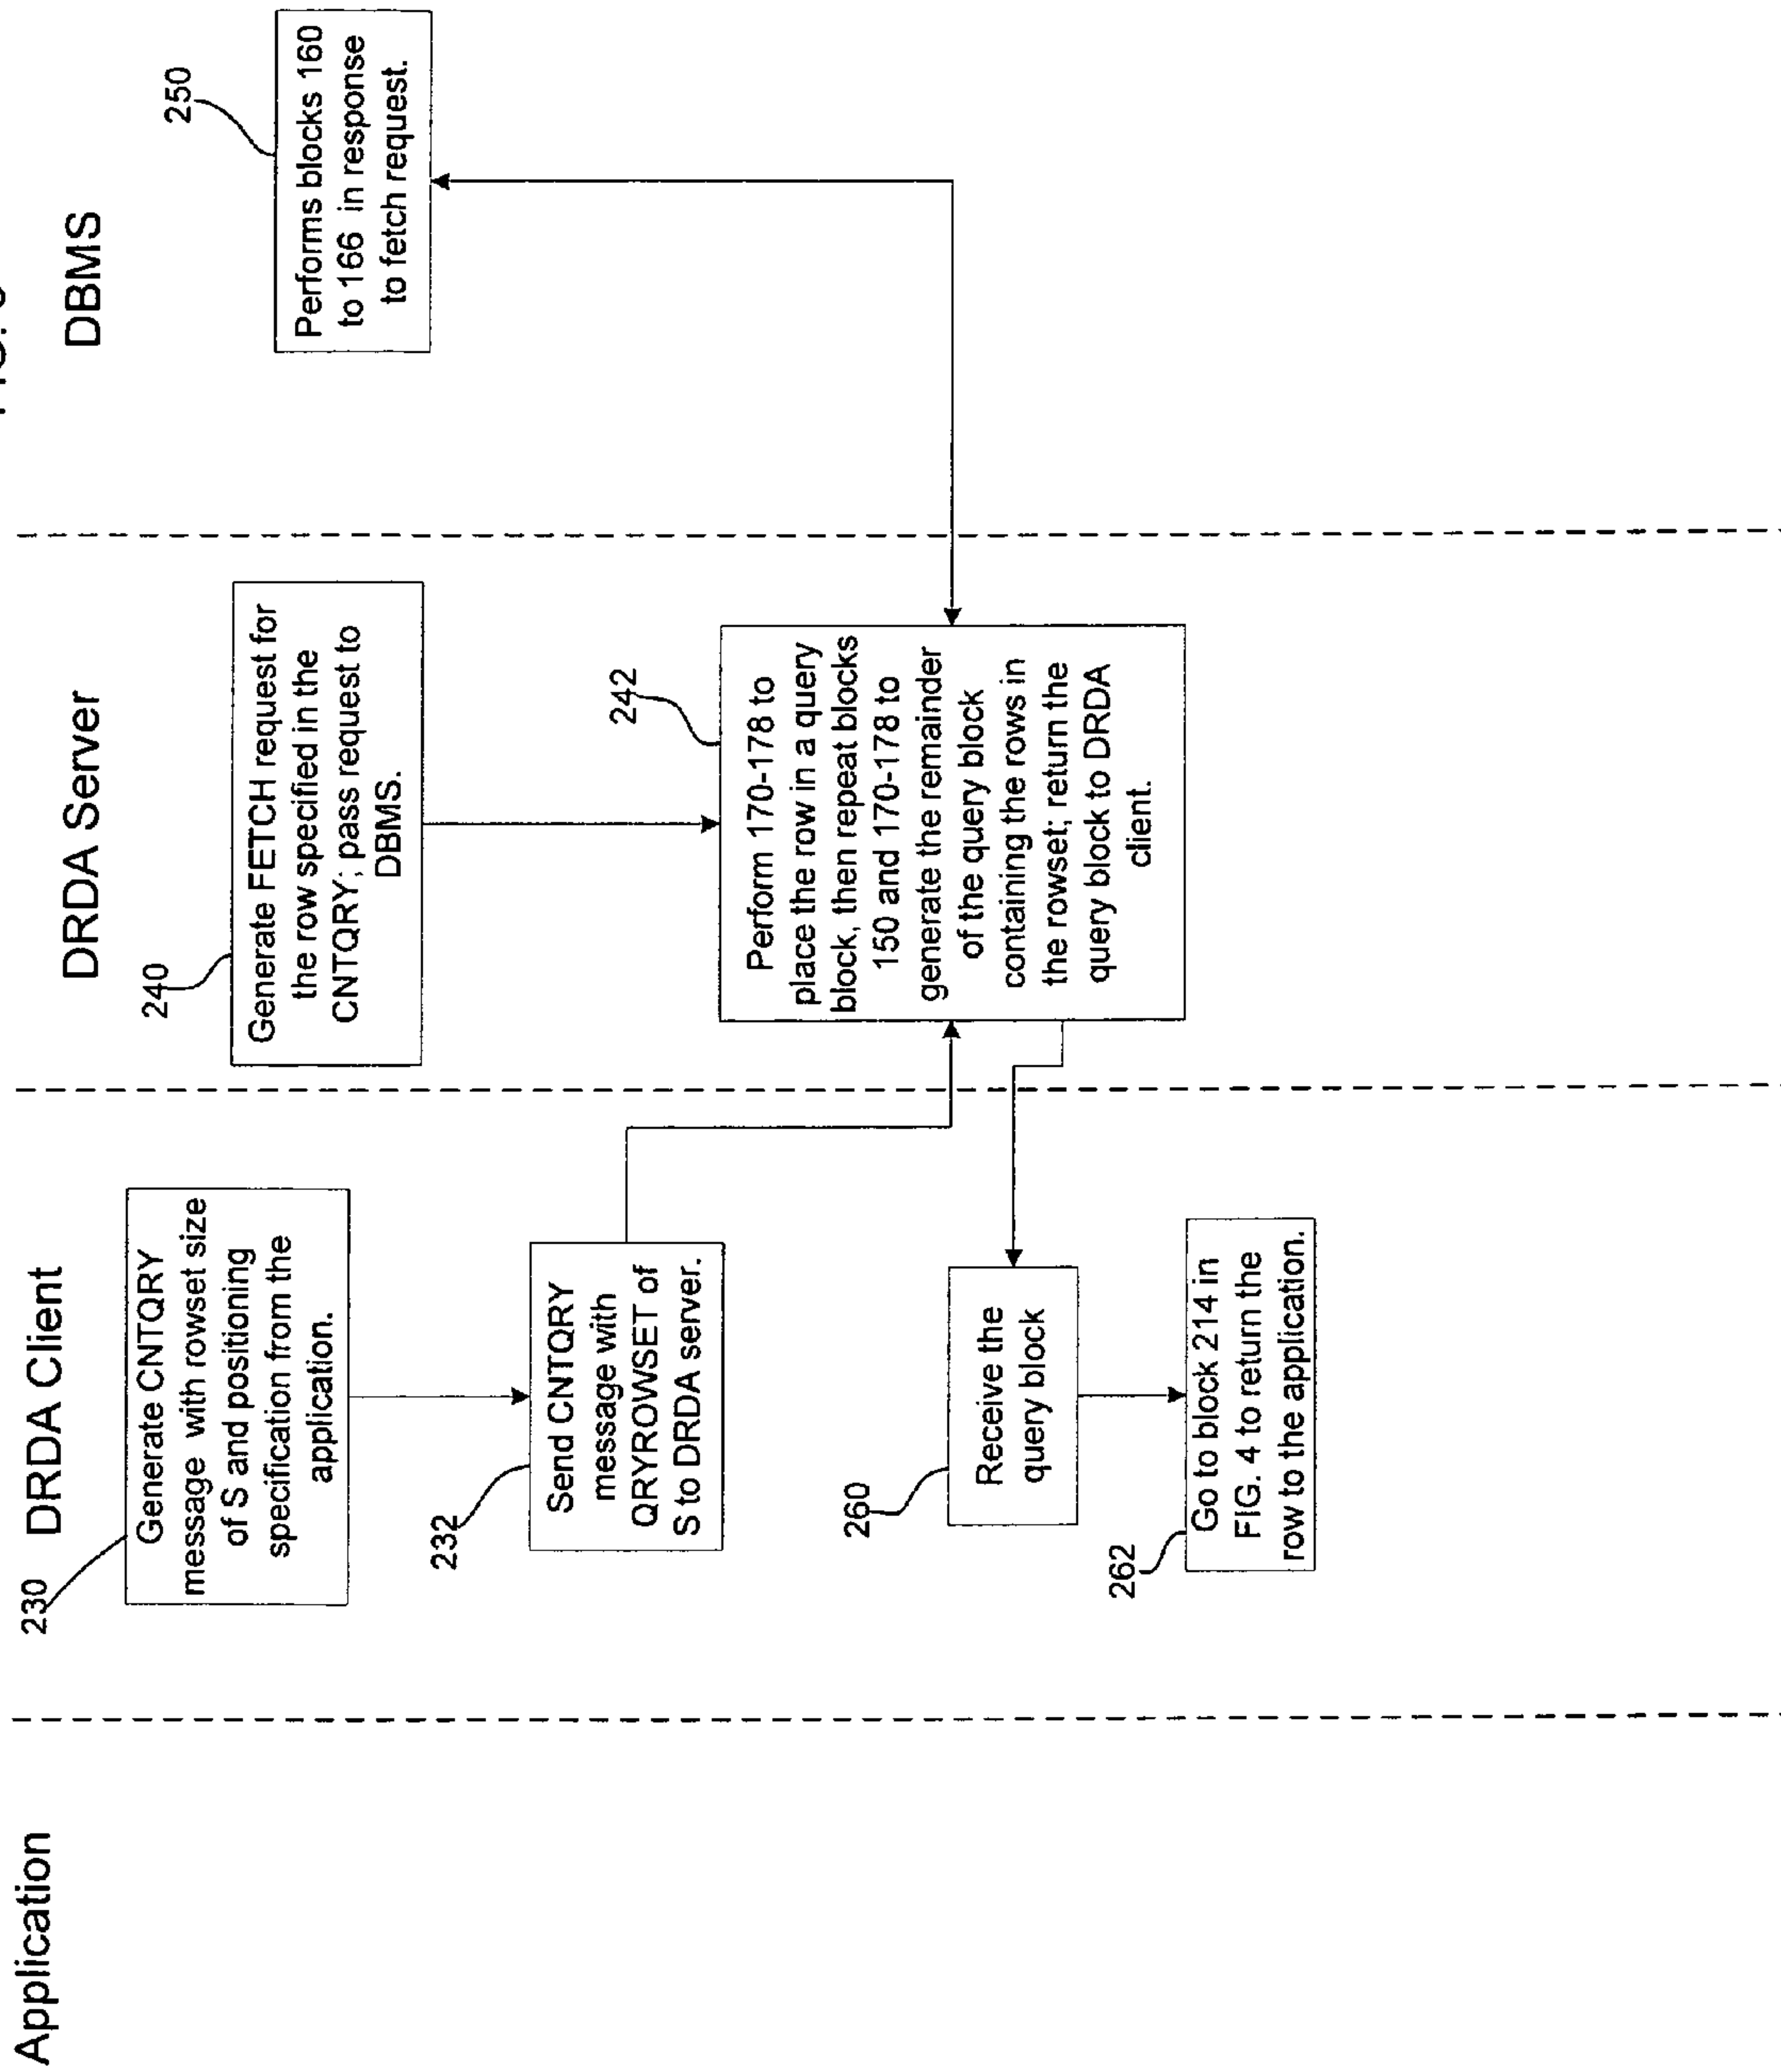 Application
DRDA Client
DRDA Server
DBMS
230
Generate CNTQRY
message with rowset size
of S and positioning
specification from the
application.
232
Send CNTQRY
message with
QRYROWSET of
S to DRDA server.
260
Receive the
query block
262
Go to block 214 in
FIG. 4 to return the
row to the application.
240
Generate FETCH request for
the row specified in the
CNTQRY; pass request to
DBMS.
242
Perform 170-178 to
place the row in a query
block, then repeat blocks
150 and 170-178 to
generate the remainder
of the query block
containing the rows in
the rowset; return the
query block to DRDA
client.
250
Performs blocks 160
to 166 in response
to fetch request.